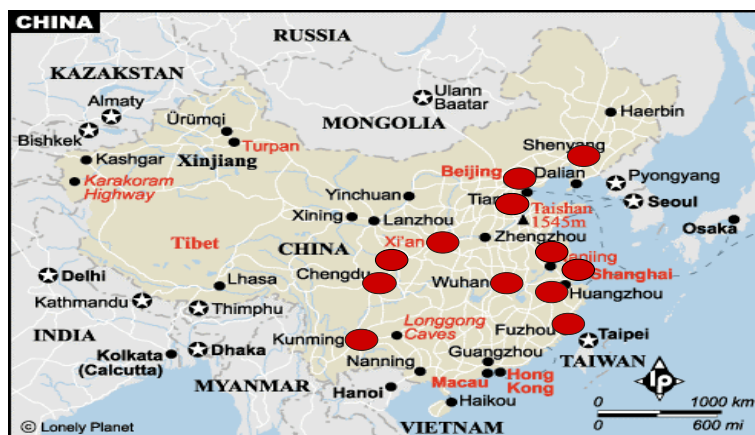 CHINA
RUSSIA
KAZAKSTAN
Ulann
Baatar
Almaty
Haerbin
Ürümqi
MONGOLIA
Bishkek
Turpan
Shenyang
Kashgar
Xinjiang
Beijing
Dalian
Pyongyang
Karakoram
Highway
Yinchuan
Taishan
1545m
Seoul
Xining
Lanzhou
Osaka
Tibet
CHINA
Xi'an
Zhengzhou
Delhi
Chengdu
Shanghai
Lhasa
Wuhan
Huangzhou
Kathmandu
Thimphu
INDIA
Longgong
Caves
Fuzhou
Taipei
Kunming
Dhaka
Kolkata
(Calcutta)
Guangzhou
TAIWAN
Nanning
MYANMAR
Hanoi
Macau
Hong
Kong
lp
Haikou
0 1000 km
0 600 mi
© Lonely Planet
VIETNAM